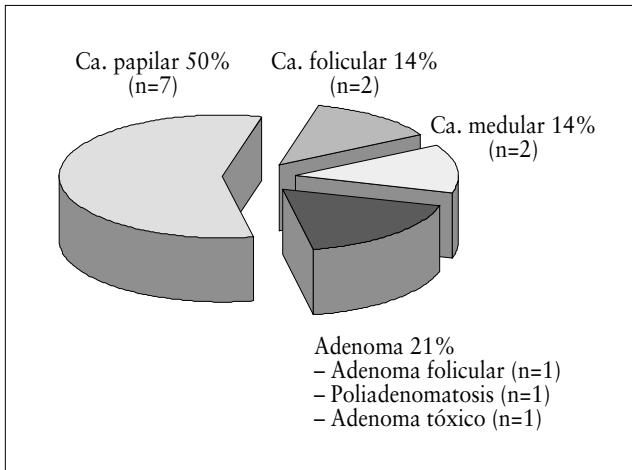 Ca. papilar 50%
(n=7)
Ca. folicular 14%
(n=2)
Ca. medular 14%
(n=2)
Adenoma 21%
– Adenoma folicular (n=1)
– Poliadenomatosis (n=1)
– Adenoma tóxico (n=1)